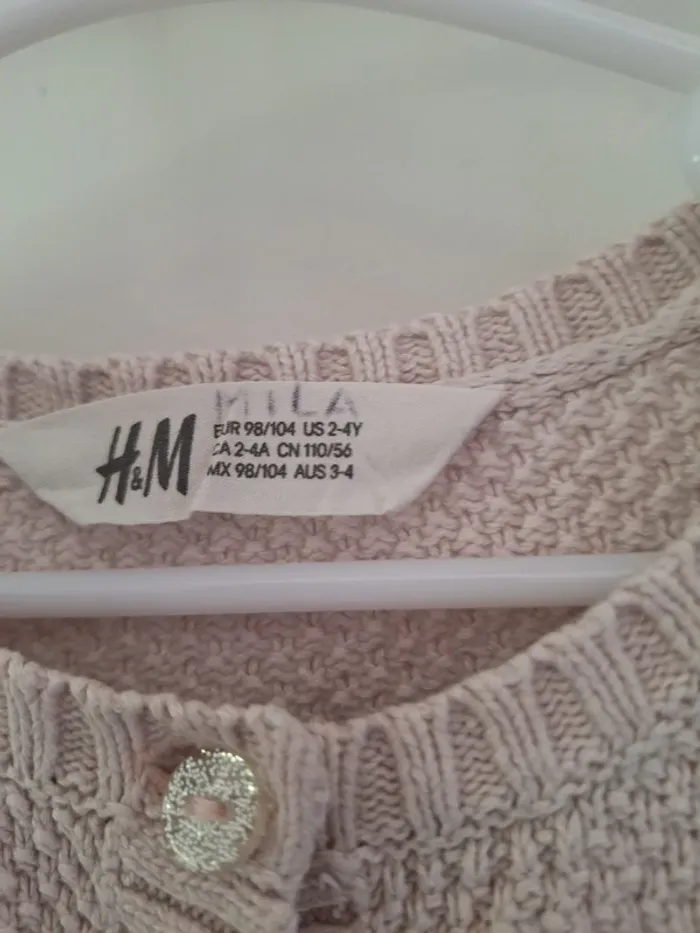 MILA
H&M
EUR 98/104 US 2-4Y
CA 2-4A CN 110/56
MX 98/104 AUS 3-4